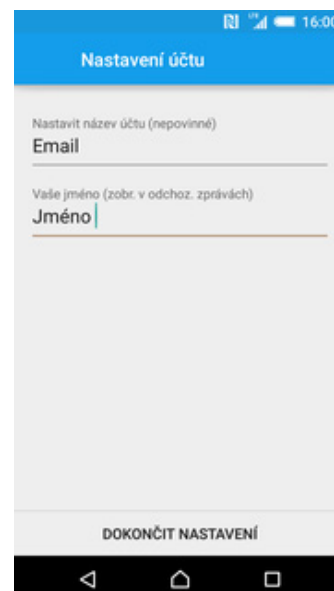 16:00
Nastavení účtu
Nastavit název účtu (nepovinné)
Email
Vaše jméno (zobr. v odchoz. zprávách)
Jméno
DOKONČIT NASTAVENÍ